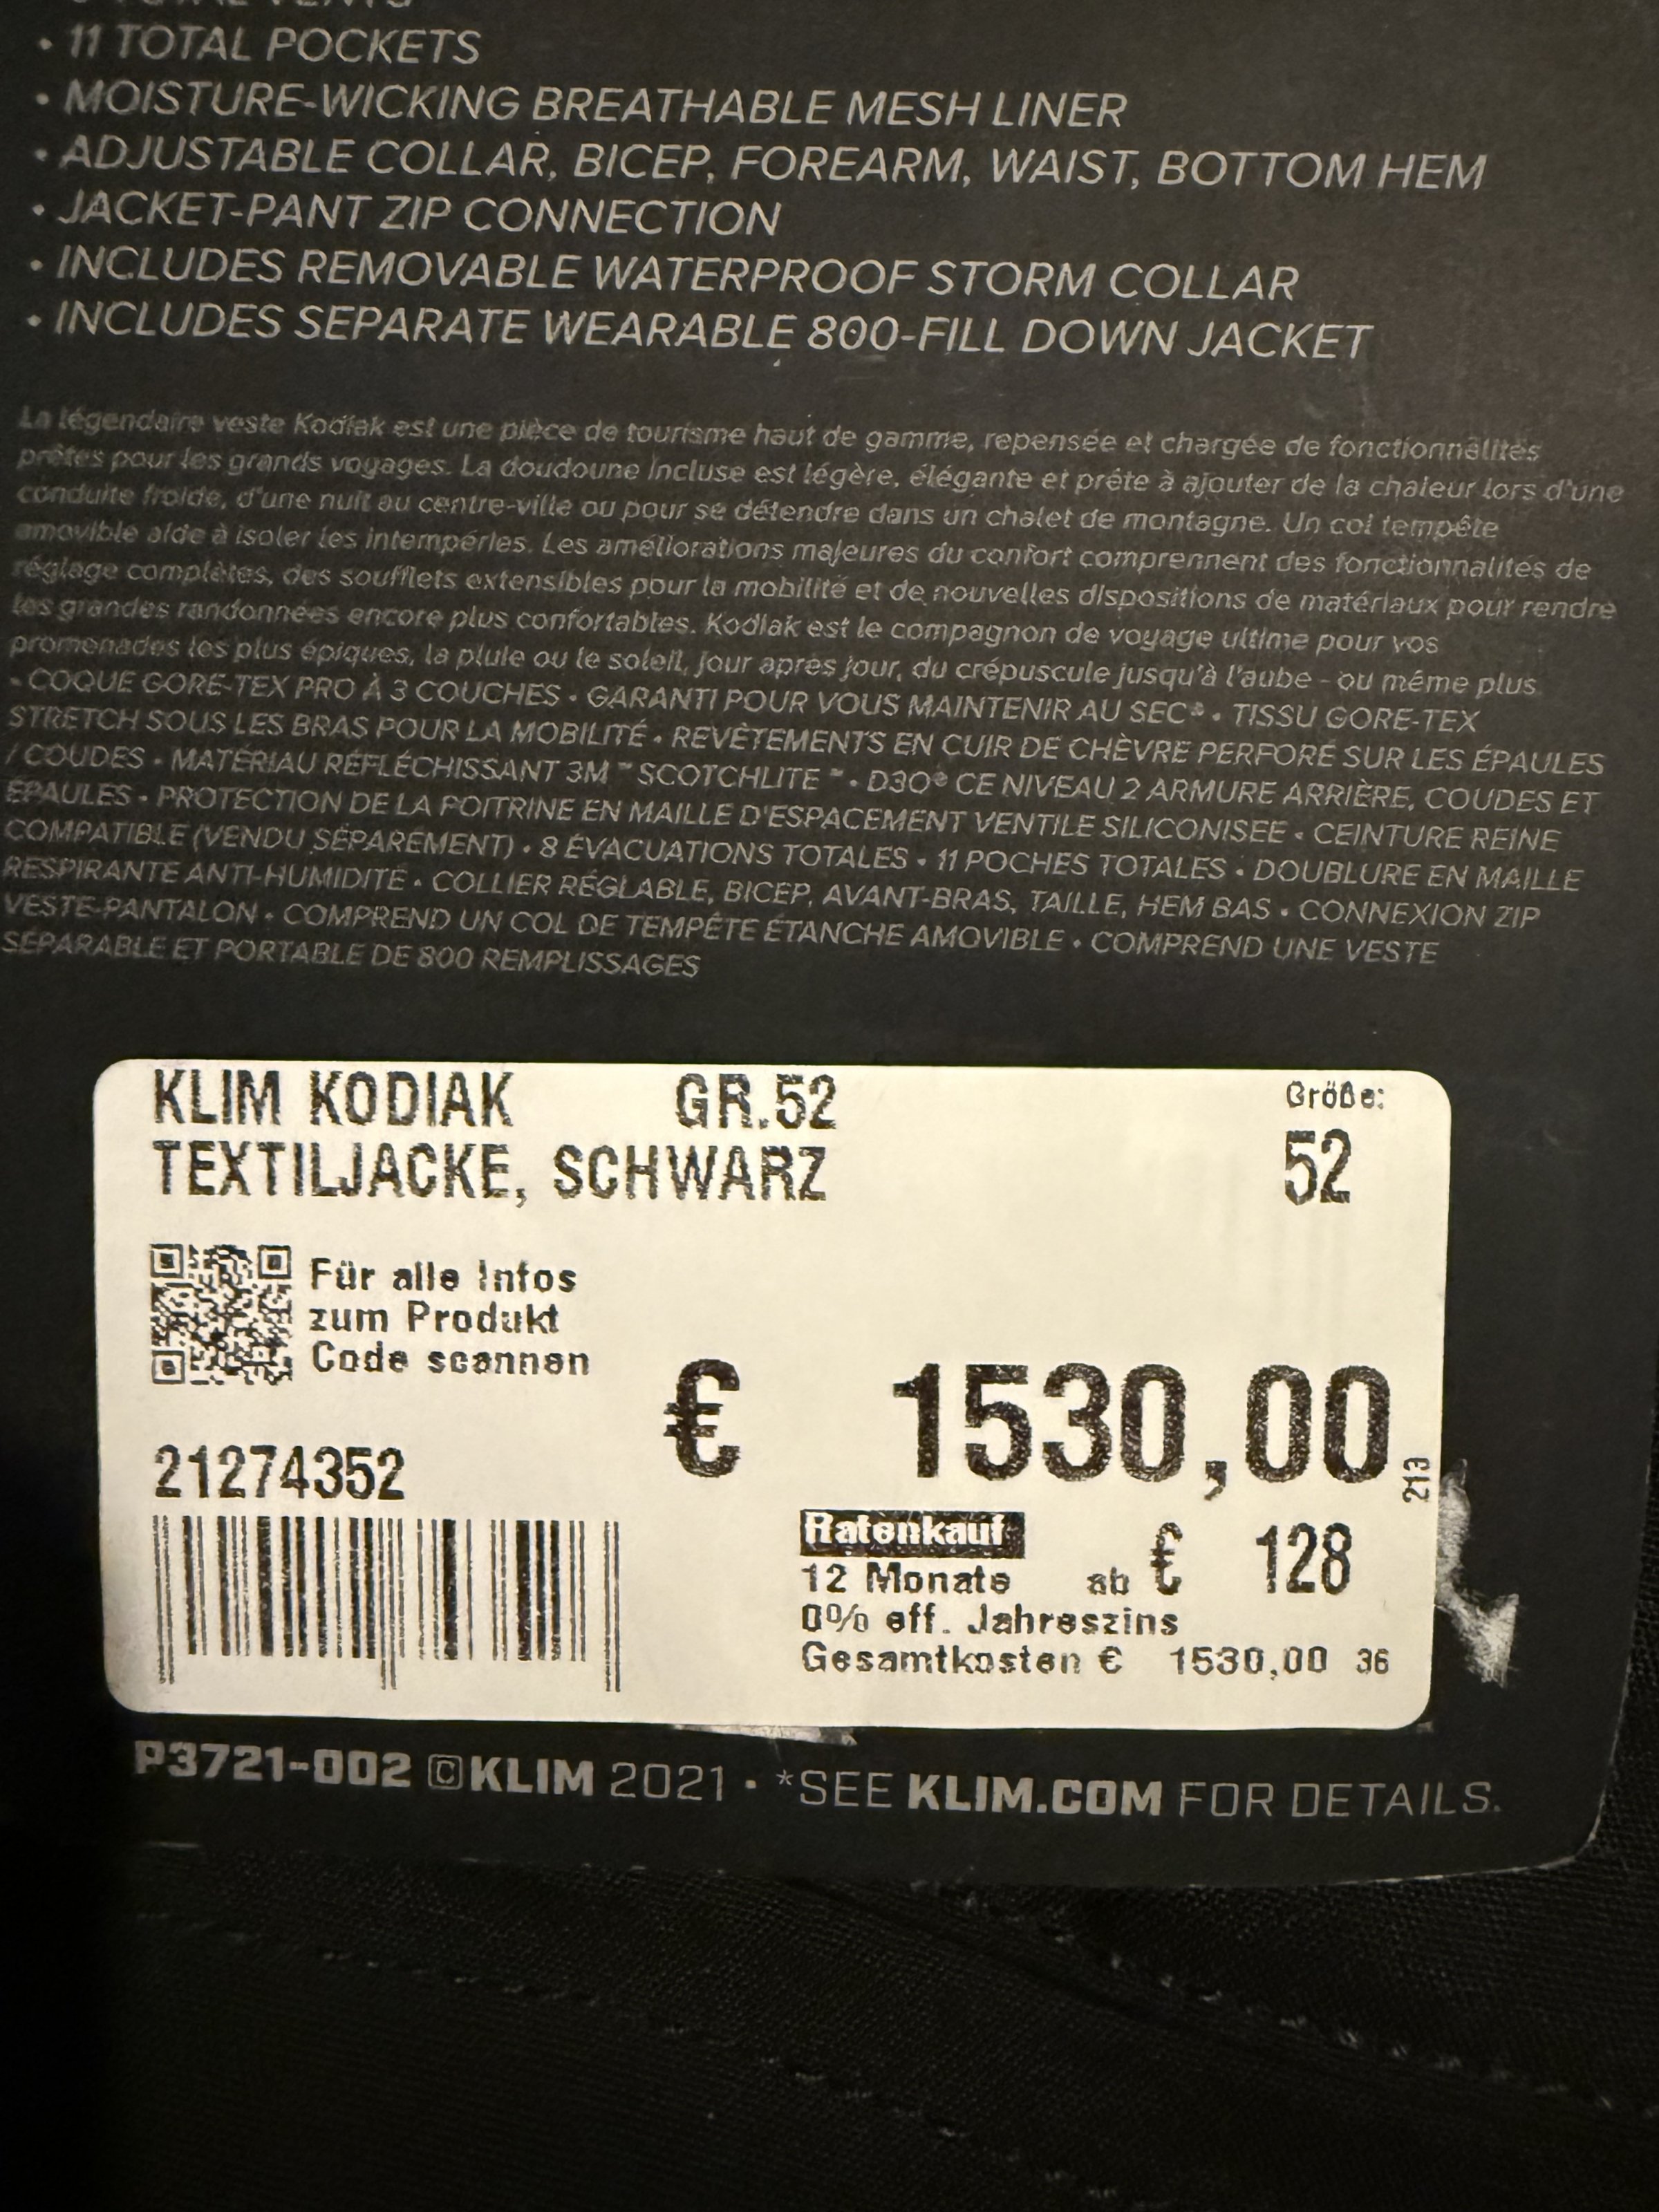 TOTAL VENTS
• 11 TOTAL POCKETS
• MOISTURE-WICKING BREATHABLE MESH LINER
• ADJUSTABLE COLLAR, BICEP, FOREARM, WAIST, BOTTOM HEM
• JACKET-PANT ZIP CONNECTION
• INCLUDES REMOVABLE WATERPROOF STORM COLLAR
• INCLUDES SEPARATE WEARABLE 800-FILL DOWN JACKET
La légendaire veste Kodiak est une pièce de tourisme haut de gamme, repensée et chargée de fonctionnalités
prêtes pour les grands voyages. La doudoune incluse est légère, élégante et prête à ajouter de la chaleur lors d'une
conduite froide, d'une nuit au centre-ville ou pour se détendre dans un chalet de montagne. Un col tempête
amovible aide à isoler les intempéries. Les améliorations majeures du confort comprennent des fonctionnalités de
réglage complètes, des soufflets extensibles pour la mobilité et de nouvelles dispositions de matériaux pour rendre
les grandes randonnées encore plus confortables. Kodiak est le compagnon de voyage ultime pour vos
promenades les plus épiques, la pluie ou le soleil, jour après jour, du crépuscule jusqu'à l'aube - ou même plus.
• COQUE GORE-TEX PRO À 3 COUCHES • GARANTI POUR VOUS MAINTENIR AU SEC® • TISSU GORE-TEX
STRETCH SOUS LES BRAS POUR LA MOBILITÉ • REVÊTEMENTS EN CUIR DE CHÈVRE PERFORÉ SUR LES ÉPAULES
/ COUDES • MATÉRIAU RÉFLÉCHISSANT 3M™ SCOTCHLITE™ • D3O® CE NIVEAU 2 ARMURE ARRIÈRE, COUDES ET
ÉPAULES • PROTECTION DE LA POITRINE EN MAILLE D'ESPACEMENT VENTILE SILICONISEE • CEINTURE REINE
COMPATIBLE (VENDU SÉPARÉMENT) • 8 ÉVACUATIONS TOTALES • 11 POCHES TOTALES • DOUBLURE EN MAILLE
RESPIRANTE ANTI-HUMIDITÉ • COLLIER RÉGLABLE, BICEP, AVANT-BRAS, TAILLE, HEM BAS • CONNEXION ZIP
VESTE-PANTALON • COMPREND UN COL DE TEMPÊTE ÉTANCHE AMOVIBLE • COMPREND UNE VESTE
SÉPARABLE ET PORTABLE DE 800 REMPLISSAGES
KLIM KODIAK GR.52
TEXTILJACKE, SCHWARZ
Größe:
52
Für alle Infos
zum Produkt
Code scannen
€ 1530,00
213
21274352
Ratenkauf
12 Monate ab € 128
0% eff. Jahreszins
Gesamtkosten € 1530,00 36
P3721-002 ©KLIM 2021 • *SEE KLIM.COM FOR DETAILS.